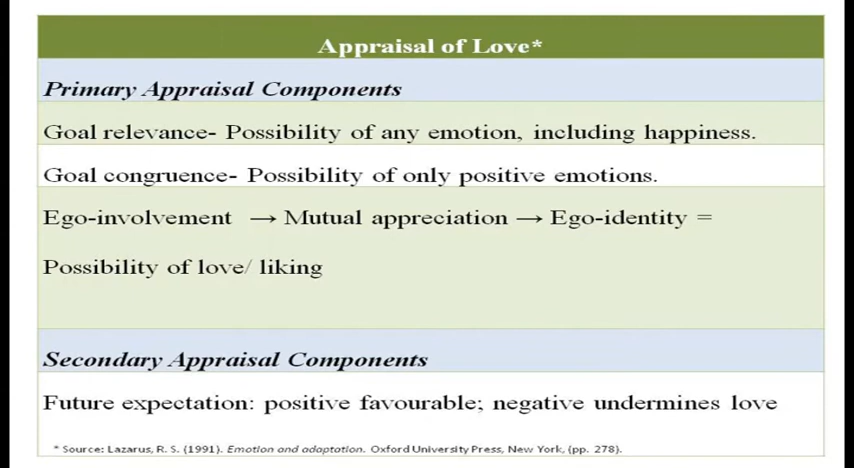 Appraisal of Love*
Primary Appraisal Components
Goal relevance- Possibility of any emotion, including happiness.
Goal congruence- Possibility of only positive emotions.
Ego-involvement → Mutual appreciation → Ego-identity =
Possibility of love/ liking
Secondary Appraisal Components
Future expectation: positive favourable; negative undermines love
* Source: Lazarus, R. S. (1991). Emotion and adaptation. Oxford University Press, New York, (pp. 278).